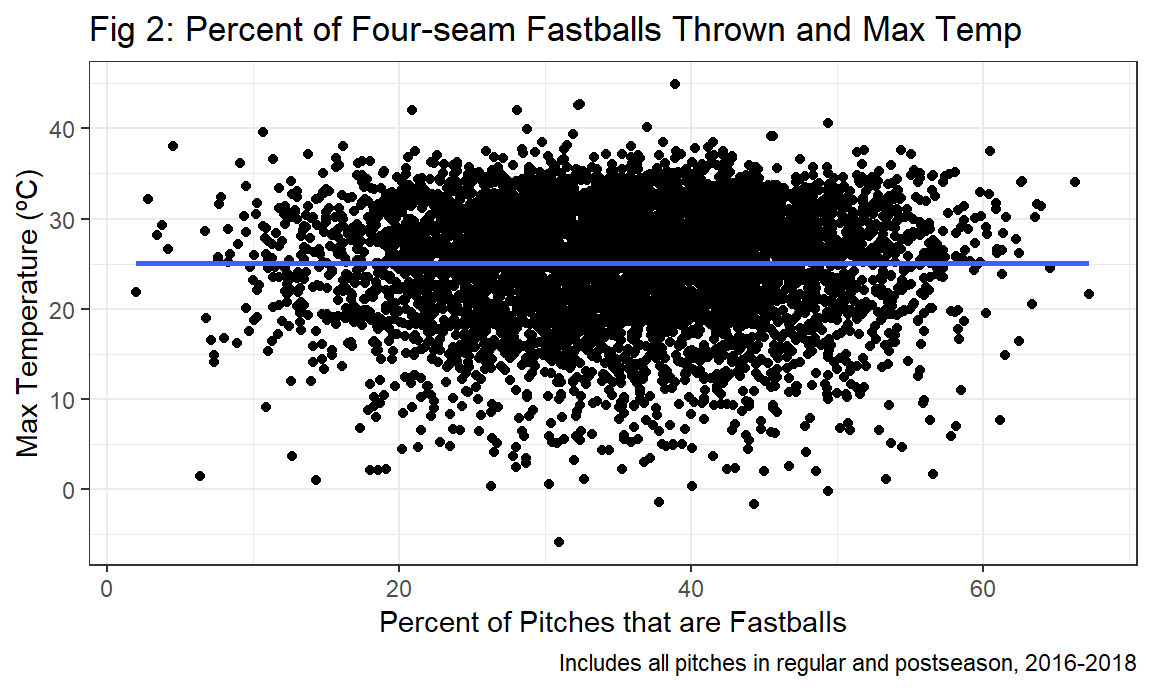 Fig 2: Percent of Four-seam Fastballs Thrown and Max Temp
Max Temperature (ºC)
40
30
20
10
0
0 20 40 60
Percent of Pitches that are Fastballs
Includes all pitches in regular and postseason, 2016-2018